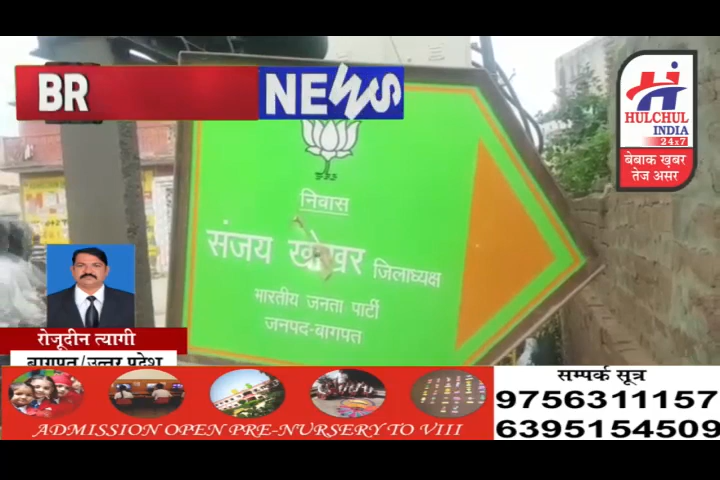 BR
NEWS
HULCHUL
INDIA
24x7
बेबाक ख़बर
तेज असर
निवास
संजय खोखर जिलाध्यक्ष
भारतीय जनता पार्टी
जनपद-बागपत
रोजूदीन त्यागी
बागपत/उत्तर प्रदेश
ADMISSION OPEN PRE-NURSERY TO VIII
सम्पर्क सूत्र
9756311157
6395154509